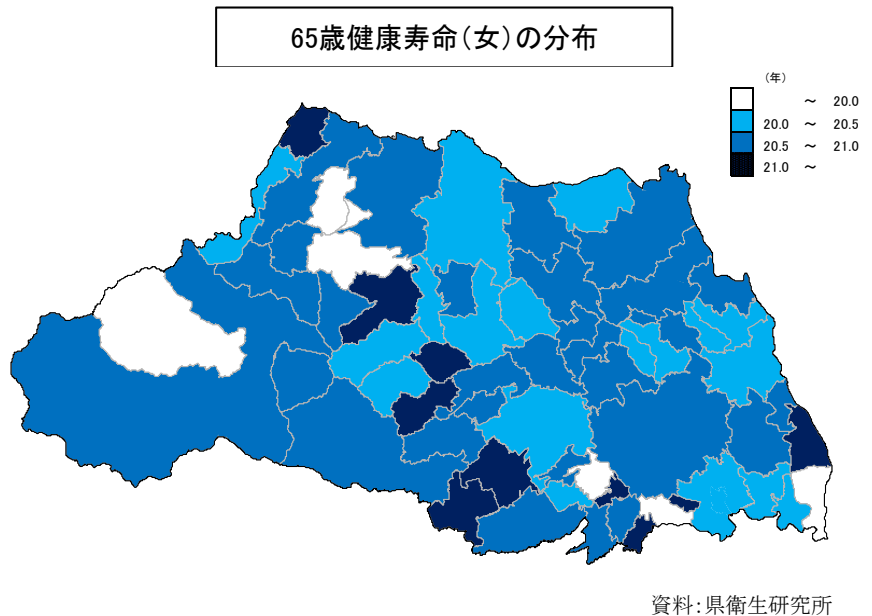 65歳健康寿命(女)の分布
（年）
～ 20.0
20.0 ～ 20.5
20.5 ～ 21.0
21.0 ～
資料：県衛生研究所